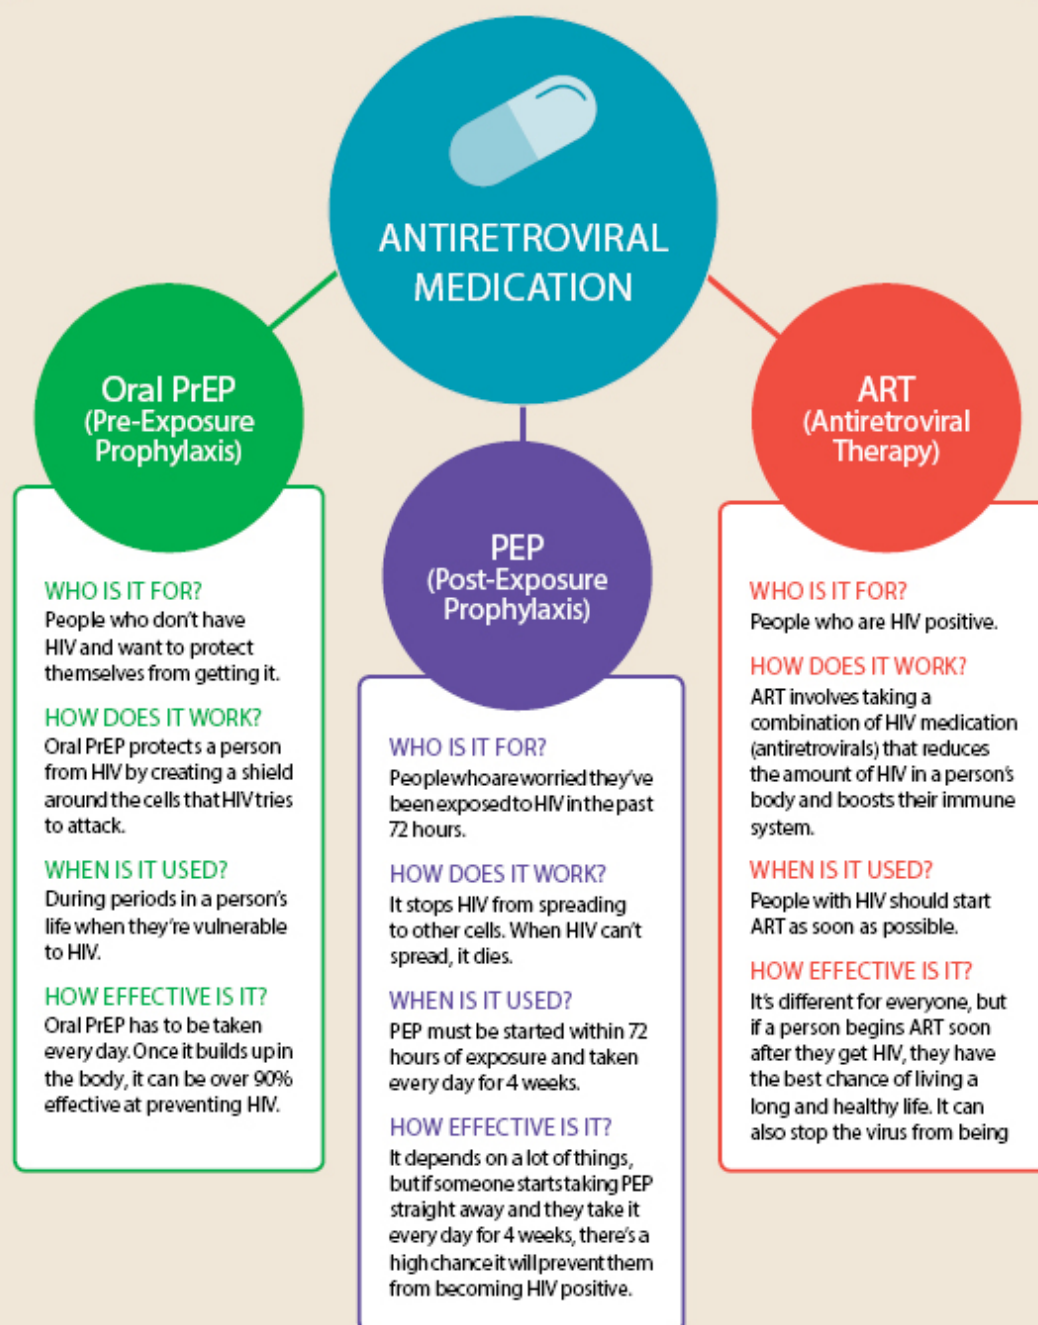 ANTIRETROVIRAL
MEDICATION
Oral PrEP
(Pre-Exposure
Prophylaxis)
WHO IS IT FOR?
People who don't have
HIV and want to protect
themselves from getting it.
HOW DOES IT WORK?
Oral PrEP protects a person
from HIV by creating a shield
around the cells that HIV tries
to attack.
WHEN IS IT USED?
During periods in a person's
life when they're vulnerable
to HIV.
HOW EFFECTIVE IS IT?
Oral PrEP has to be taken
every day. Once it builds up in
the body, it can be over 90%
effective at preventing HIV.
PEP
(Post-Exposure
Prophylaxis)
WHO IS IT FOR?
People who are worried they've
been exposed to HIV in the past
72 hours.
HOW DOES IT WORK?
It stops HIV from spreading
to other cells. When HIV can't
spread, it dies.
WHEN IS IT USED?
PEP must be started within 72
hours of exposure and taken
every day for 4 weeks.
HOW EFFECTIVE IS IT?
It depends on a lot of things,
but if someone starts taking PEP
straight away and they take it
every day for 4 weeks, there's a
high chance it will prevent them
from becoming HIV positive.
ART
(Antiretroviral
Therapy)
WHO IS IT FOR?
People who are HIV positive.
HOW DOES IT WORK?
ART involves taking a
combination of HIV medication
(antiretrovirals) that reduces
the amount of HIV in a person's
body and boosts their immune
system.
WHEN IS IT USED?
People with HIV should start
ART as soon as possible.
HOW EFFECTIVE IS IT?
It's different for everyone, but
if a person begins ART soon
after they get HIV, they have
the best chance of living a
long and healthy life. It can
also stop the virus from being